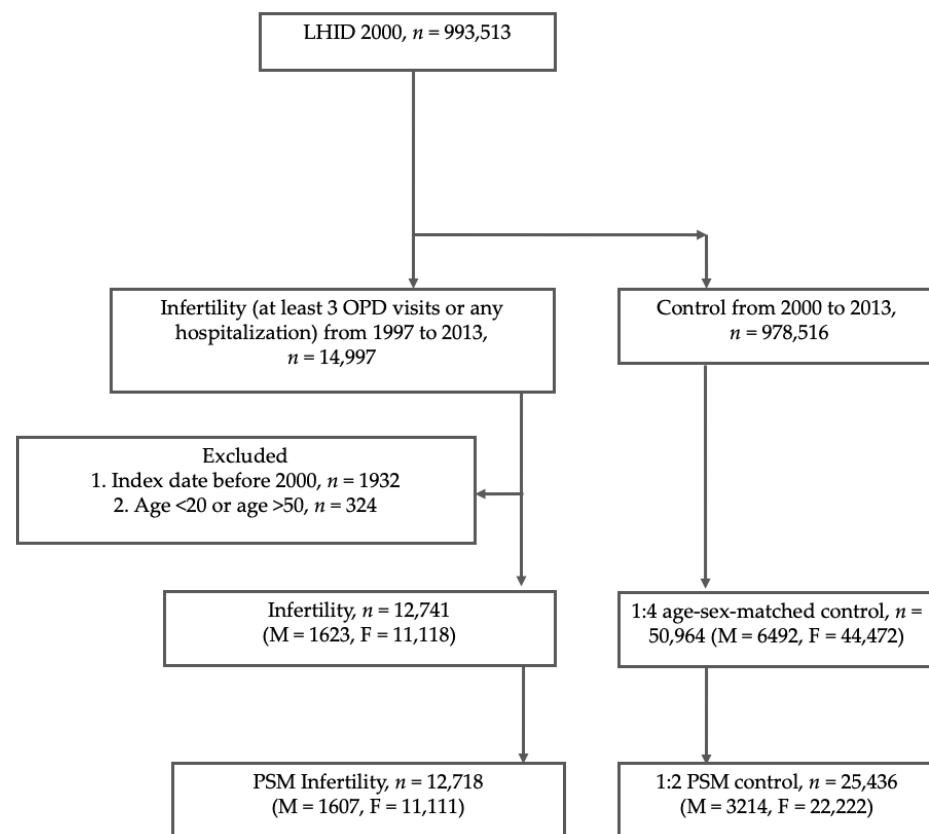 LHID 2000, n = 993,513
Infertility (at least 3 OPD visits or any
hospitalization) from 1997 to 2013,
n = 14,997
Control from 2000 to 2013,
n = 978,516
Excluded
1. Index date before 2000, n = 1932
2. Age <20 or age >50, n = 324
Infertility, n = 12,741
(M = 1623, F = 11,118)
1:4 age-sex-matched control, n =
50,964 (M = 6492, F = 44,472)
PSM Infertility, n = 12,718
(M = 1607, F = 11,111)
1:2 PSM control, n = 25,436
(M = 3214, F = 22,222)